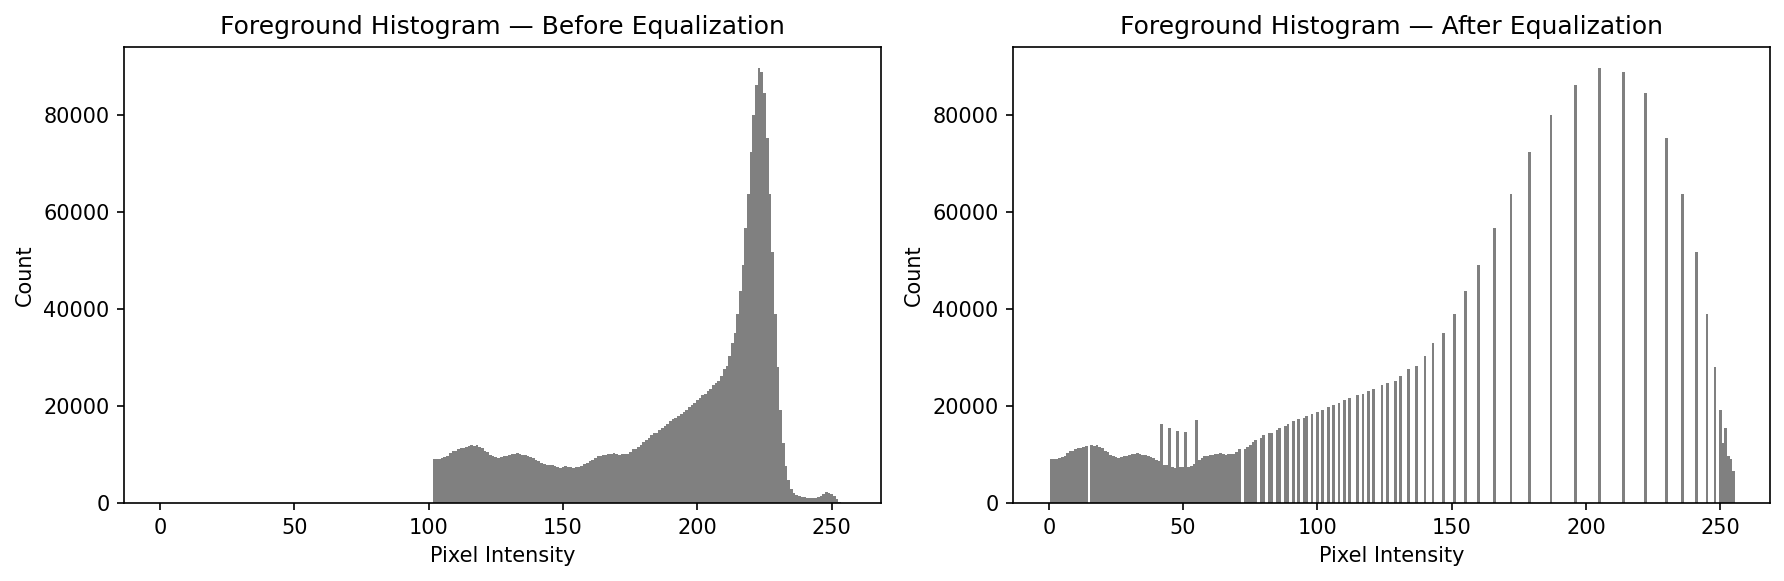 Foreground Histogram — Before Equalization
80000
60000
40000
20000
0
Count
0 50 100 150 200 250
Pixel Intensity
Foreground Histogram — After Equalization
80000
60000
40000
20000
0
Count
0 50 100 150 200 250
Pixel Intensity